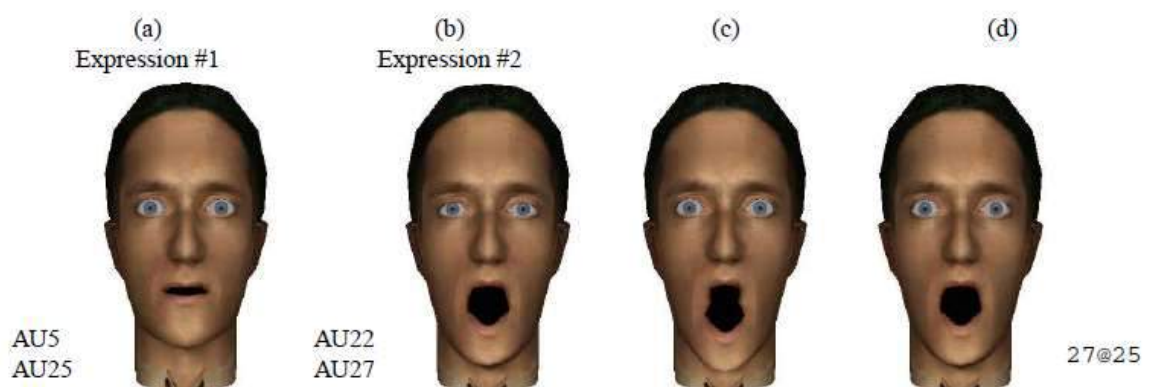 (a)
Expression #1
(b)
Expression #2
(c)
(d)
AU5
AU25
AU22
AU27
27@25